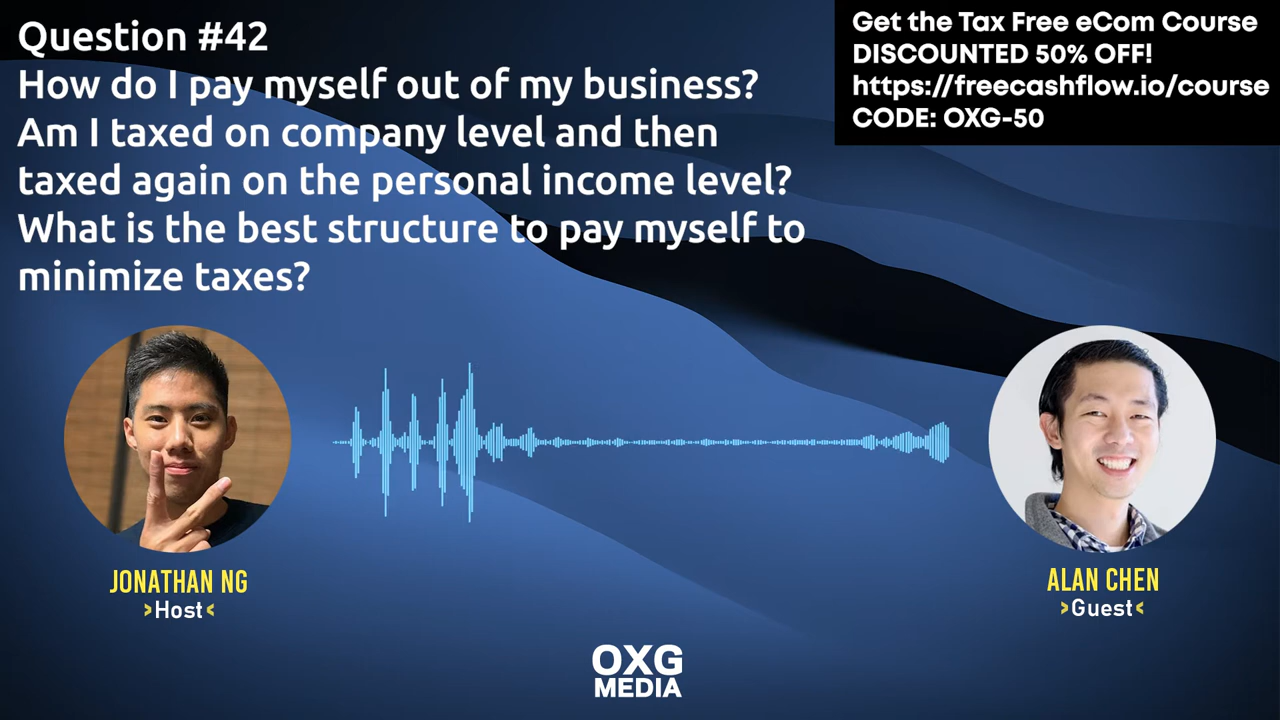 Question #42
How do I pay myself out of my business?
Am I taxed on company level and then
taxed again on the personal income level?
What is the best structure to pay myself to
minimize taxes?
Get the Tax Free eCom Course
DISCOUNTED 50% OFF!
https://freecashflow.io/course
CODE: OXG-50
JONATHAN NG
>Host<
ALAN CHEN
>Guest<
OXG
MEDIA